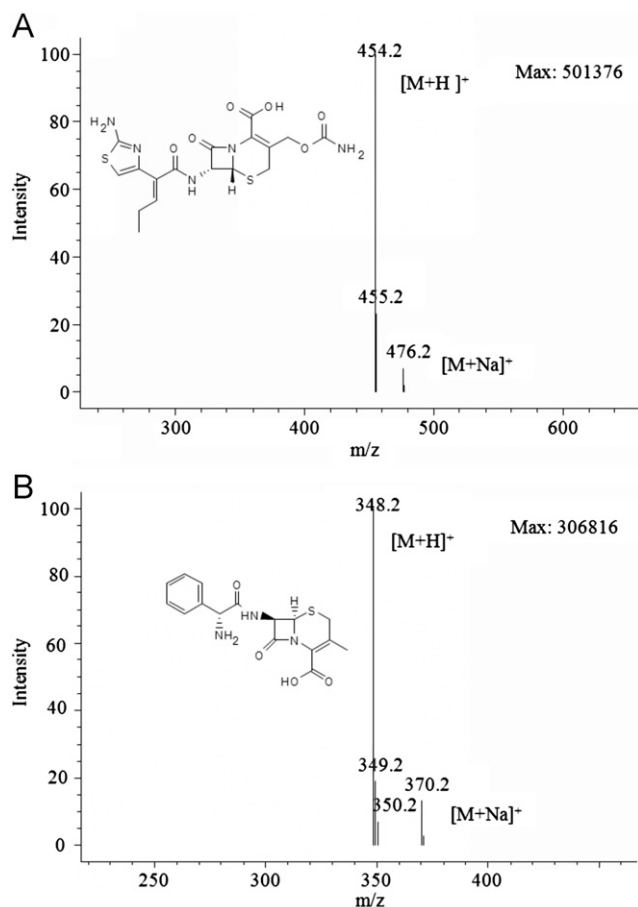 A
100
80
60
40
20
0
Intensity
454.2
[M+H ]+
Max: 501376
455.2
476.2
[M+Na]+
O
OH
H2N
N
S
O
N
H
O
N
H
S
O
O
NH2
CH3
300
400
500
600
m/z
B
100
80
60
40
20
0
Intensity
348.2
[M+H]+
Max: 306816
349.2
350.2
370.2
[M+Na]+
O
HN
H
S
NH2
O
N
CH3
HO
O
250
300
350
400
m/z